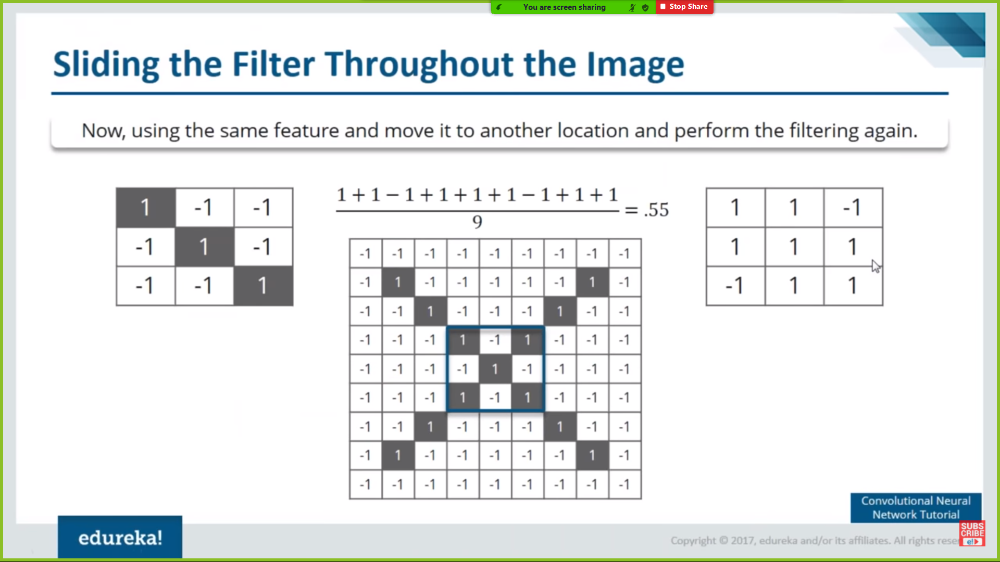 You are screen sharing
Stop Share
Sliding the Filter Throughout the Image
Now, using the same feature and move it to another location and perform the filtering again.
1 -1 -1
-1 1 -1
-1 -1 1
1 + 1 − 1 + 1 + 1 + 1 − 1 + 1 + 1
9
= .55
1 1 -1
1 1 1
-1 1 1
-1 -1 -1 -1 -1 -1 -1 -1 -1
-1 1 -1 -1 -1 -1 -1 1 -1
-1 -1 1 -1 -1 -1 1 -1 -1
-1 -1 -1 1 -1 1 -1 -1 -1
-1 -1 -1 -1 1 -1 -1 -1 -1
-1 -1 -1 1 -1 1 -1 -1 -1
-1 -1 1 -1 -1 -1 1 -1 -1
-1 1 -1 -1 -1 -1 -1 1 -1
-1 -1 -1 -1 -1 -1 -1 -1 -1
Convolutional Neural
Network Tutorial
edureka!
Copyright © 2017, edureka and/or its affiliates. All rights rese
SUBS
CRIBE
e!